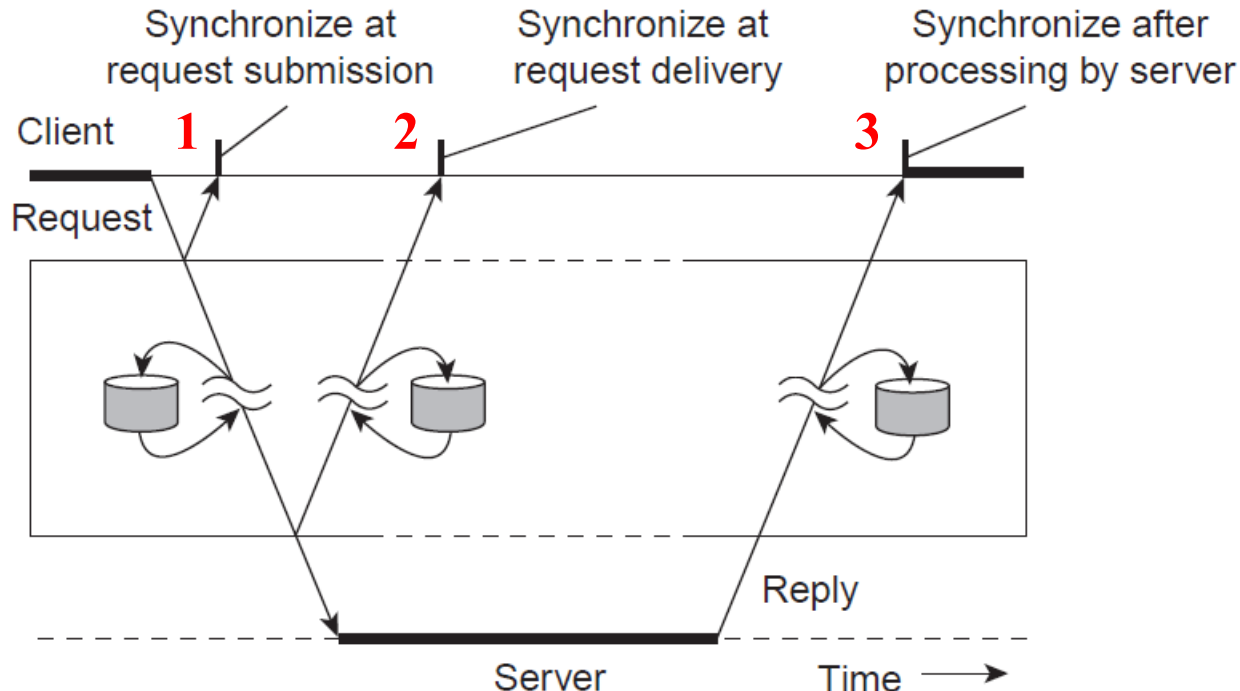 Synchronize at
request submission
Synchronize at
request delivery
Synchronize after
processing by server
Client
1
2
3
Request
Reply
Server
Time